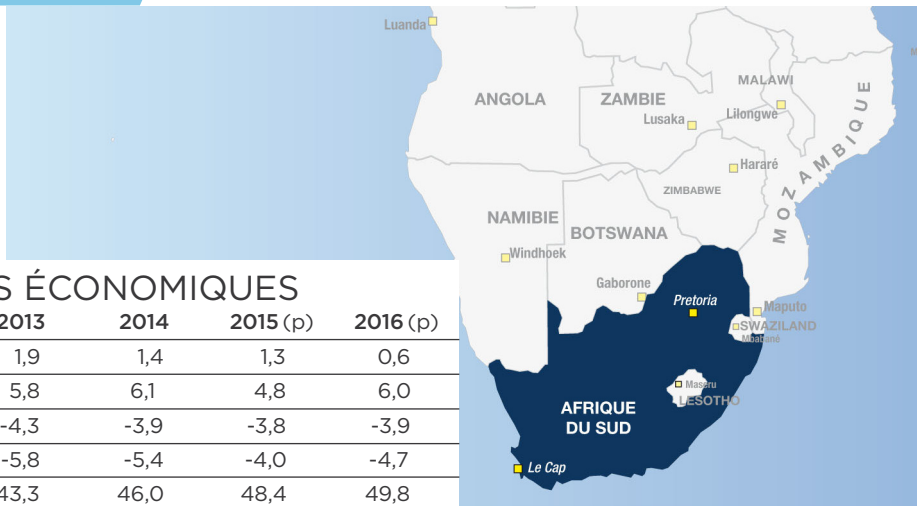 Luanda
MALAWI
ANGOLA
ZAMBIE
Lusaka
Lilongwe
MOZAMBIQUE
Hararé
ZIMBABWE
NAMIBIE
BOTSWANA
Windhoek
Gaborone
Pretoria
Maputo
SWAZILAND
Mbabané
Maseru
LESOTHO
AFRIQUE
DU SUD
Le Cap
S ÉCONOMIQUES
2013 2014 2015 (p) 2016 (p)
1,9 1,4 1,3 0,6
5,8 6,1 4,8 6,0
-4,3 -3,9 -3,8 -3,9
-5,8 -5,4 -4,0 -4,7
43,3 46,0 48,4 49,8